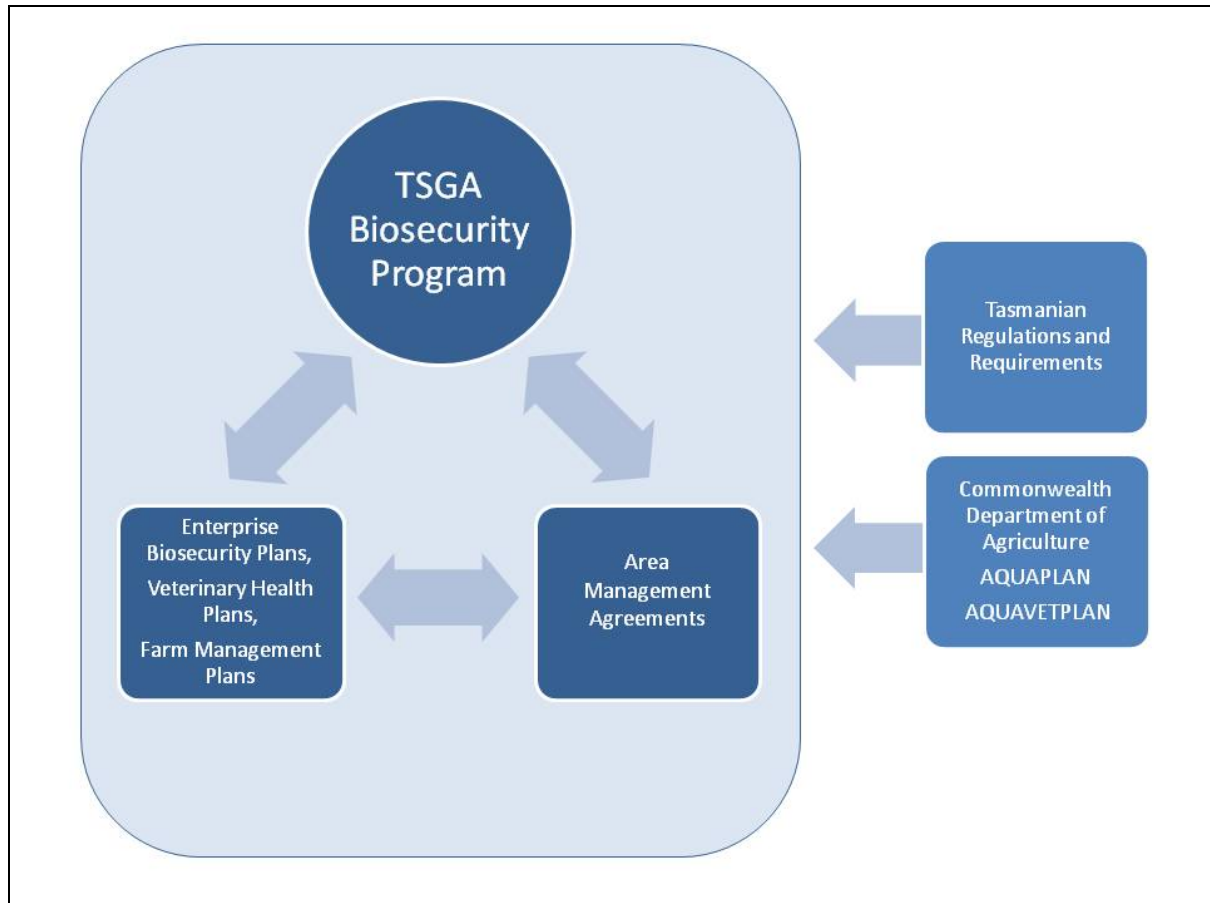 TSGA
Biosecurity
Program
Enterprise
Biosecurity Plans,
Veterinary Health
Plans,
Farm Management
Plans
Area
Management
Agreements
Tasmanian
Regulations and
Requirements
Commonwealth
Department of
Agriculture
AQUAPLAN
AQUAVETPLAN